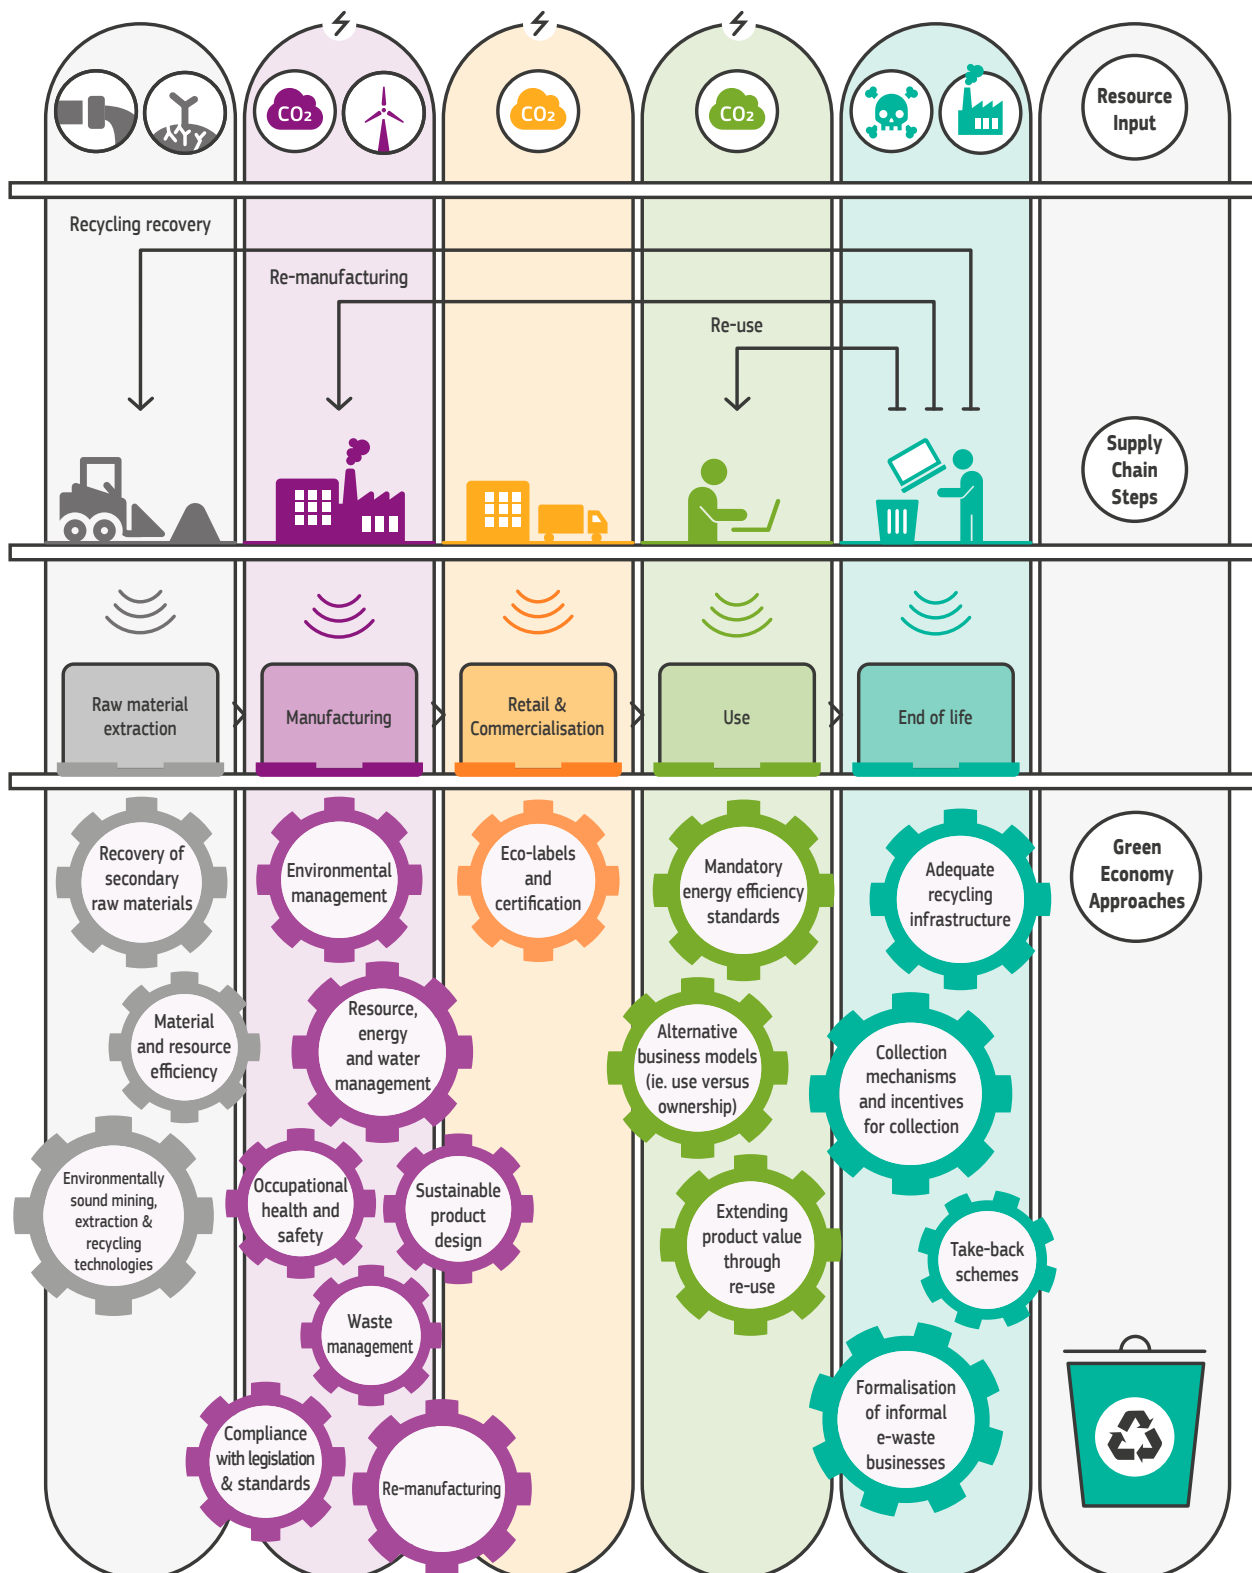 CO₂
CO₂
CO₂
Resource
Input
Recycling recovery
Re-manufacturing
Re-use
Supply
Chain
Steps
Raw material
extraction
Manufacturing
Retail &
Commercialisation
Use
End of life
Recovery of
secondary
raw materials
Environmental
management
Eco-labels
and
certification
Mandatory
energy efficiency
standards
Adequate
recycling
infrastructure
Green
Economy
Approaches
Material
and resource
efficiency
Resource,
energy
and water
management
Alternative
business models
(ie. use versus
ownership)
Collection
mechanisms
and incentives
for collection
Environmentally
sound mining,
extraction &
recycling
technologies
Occupational
health and
safety
Sustainable
product
design
Extending
product value
through
re-use
Take-back
schemes
Waste
management
Compliance
with legislation
& standards
Re-manufacturing
Formalisation
of informal
e-waste
businesses